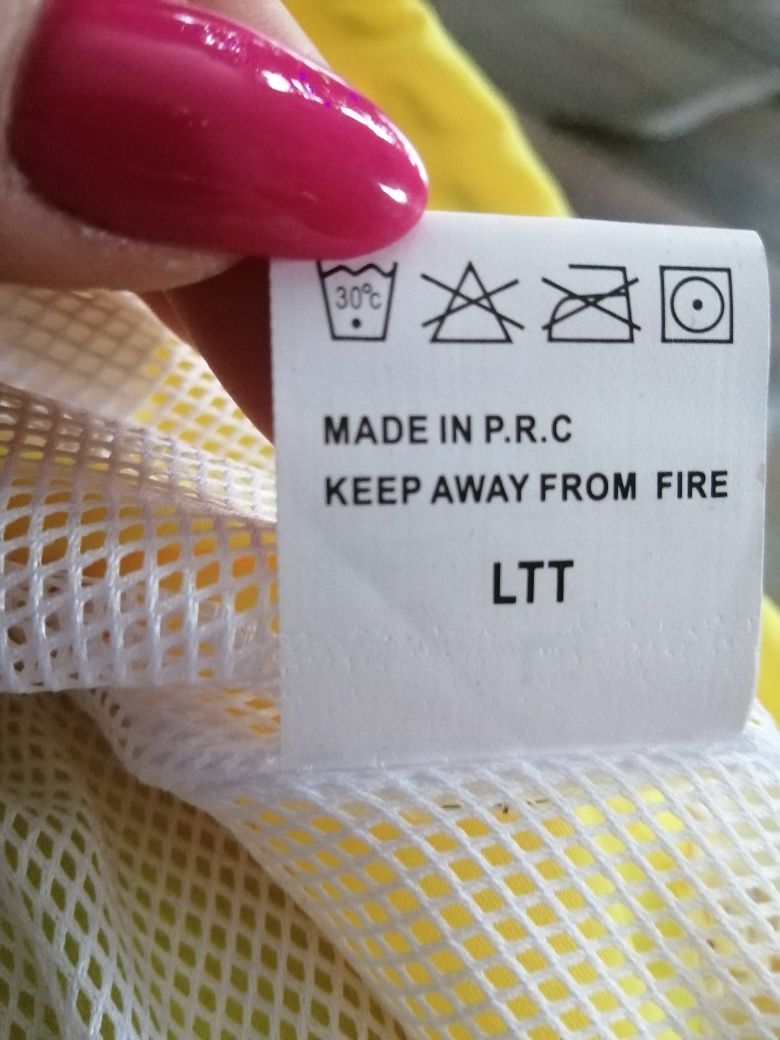 30°c
MADE IN P.R.C
KEEP AWAY FROM FIRE
LTT